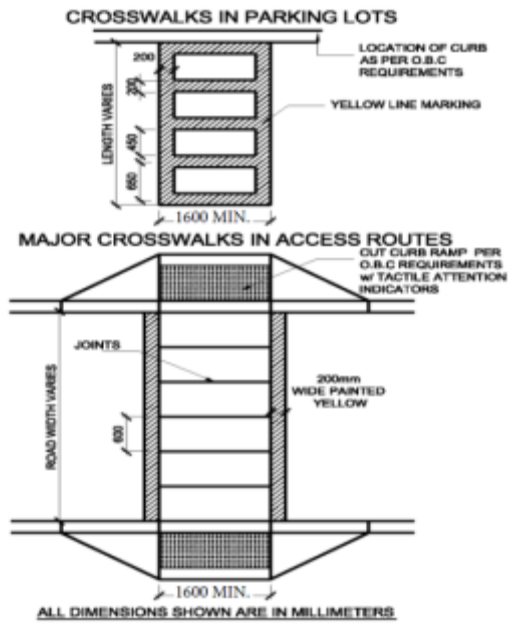 CROSSWALKS IN PARKING LOTS
200
LOCATION OF CURB
AS PER O.B.C
REQUIREMENTS
200
LENGTH VARIES
YELLOW LINE MARKING
450
650
1600 MIN.
MAJOR CROSSWALKS IN ACCESS ROUTES
CUT CURB RAMP PER
O.B.C REQUIREMENTS
w/ TACTILE ATTENTION
INDICATORS
JOINTS
ROAD WIDTH VARIES
200mm
WIDE PAINTED
YELLOW
600
1600 MIN.
ALL DIMENSIONS SHOWN ARE IN MILLIMETERS